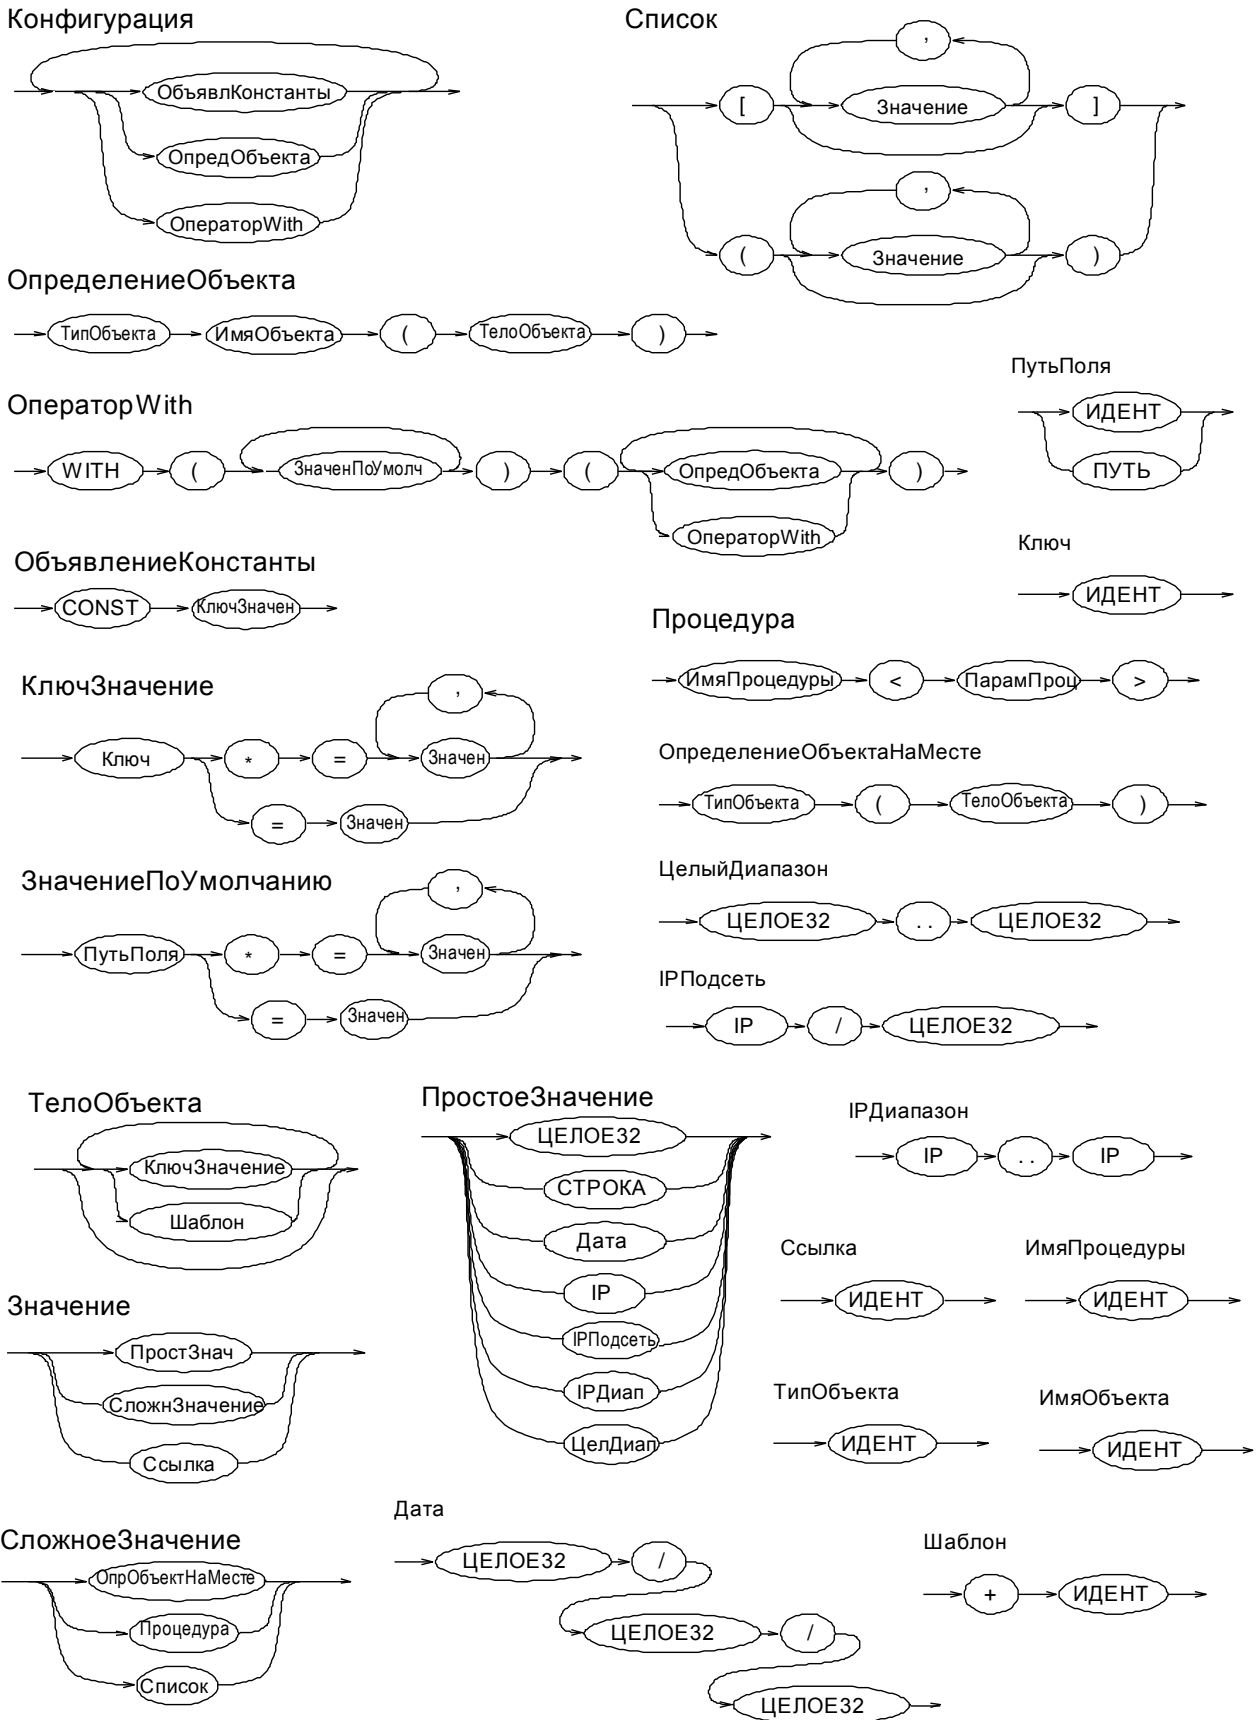 Конфигурация
ОбъявлКонстанты
ОпредОбъекта
ОператорWith
Список
,
[ Значение ]
,
( Значение )
ОпределениеОбъекта
ТипОбъекта ИмяОбъекта ( ТелоОбъекта )
ОператорWith
WITH ( ЗначенПоУмолч ) ( ОпредОбъекта )
ОператорWith
ПутьПоля
ИДЕНТ
ПУТЬ
Ключ
ИДЕНТ
ОбъявлениеКонстанты
CONST КлючЗначен
Процедура
ИмяПроцедуры < ПарамПроц >
КлючЗначение
,
Ключ * = Значен
= Значен
ОпределениеОбъектаНаМесте
ТипОбъекта ( ТелоОбъекта )
ЗначениеПоУмолчанию
,
ПутьПоля * = Значен
= Значен
ЦелыйДиапазон
ЦЕЛОЕ32 .. ЦЕЛОЕ32
IPПодсеть
IP / ЦЕЛОЕ32
ТелоОбъекта
КлючЗначение
Шаблон
ПростоеЗначение
ЦЕЛОЕ32
СТРОКА
Дата
IP
IPПодсеть
IPДиап
ЦелДиап
IPДиапазон
IP .. IP
Ссылка
ИДЕНТ
ИмяПроцедуры
ИДЕНТ
Значение
ПростЗнач
СложнЗначение
Ссылка
ТипОбъекта
ИДЕНТ
ИмяОбъекта
ИДЕНТ
СложноеЗначение
ОпрОбъектНаМесте
Процедура
Список
Дата
ЦЕЛОЕ32 /
ЦЕЛОЕ32 /
ЦЕЛОЕ32
Шаблон
+ ИДЕНТ